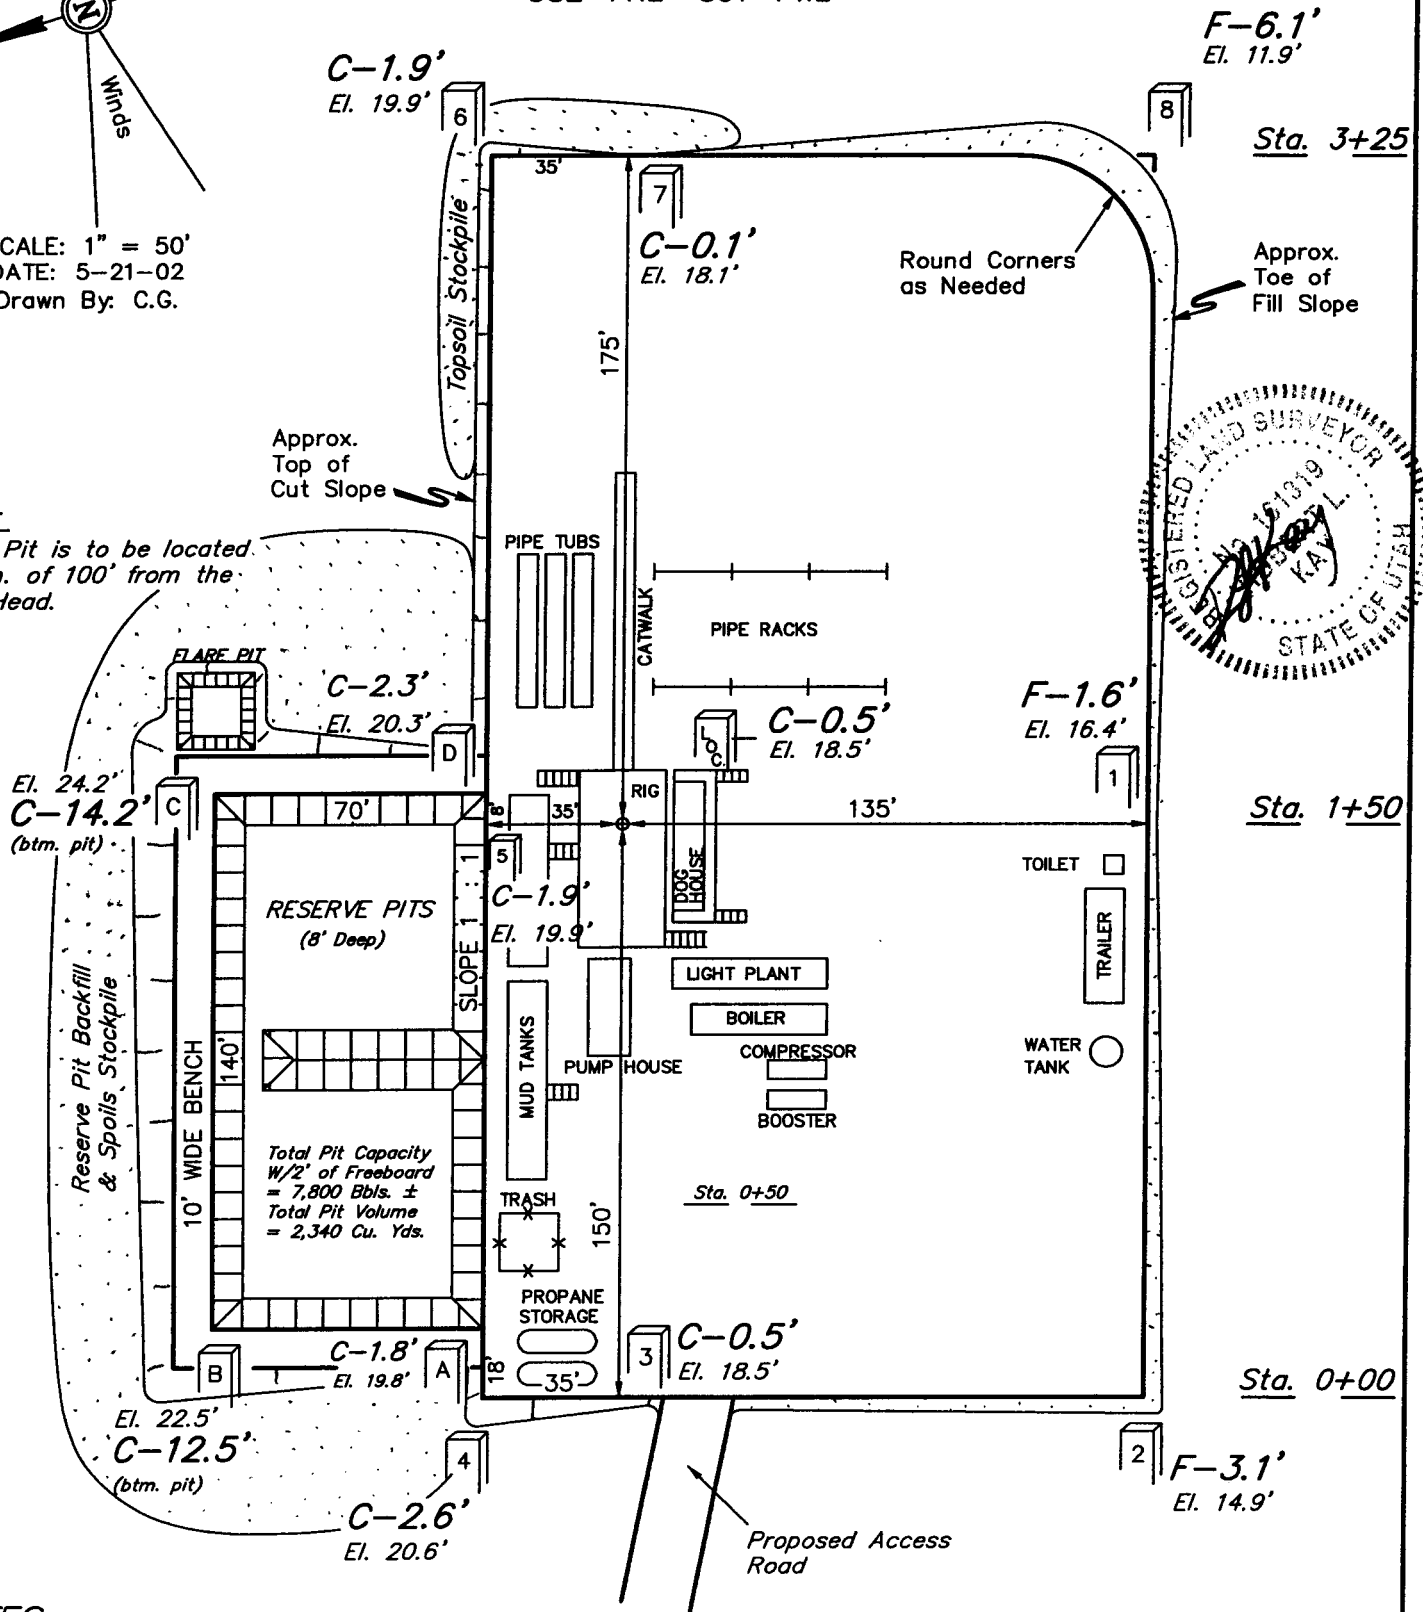 F-6.1'
El. 11.9'
C-1.9'
El. 19.9'
6
8
Sta. 3+25
N
Winds
35'
7
C-0.1'
El. 18.1'
Round Corners
as Needed
Approx.
Toe of
Fill Slope
SCALE: 1" = 50'
DATE: 5-21-02
Drawn By: C.G.
Topsoil Stockpile
175'
Approx.
Top of
Cut Slope
REGISTERED LAND SURVEYOR
No. 161319
ROBERT L.
KAY
STATE OF UTAH
Pit is to be located
of 100' from the
Head.
PIPE TUBS
CATWALK
PIPE RACKS
FLARE PIT
C-2.3'
El. 20.3'
D
LOC.
C-0.5'
El. 18.5'
F-1.6'
El. 16.4'
1
El. 24.2'
C-14.2'
(btm. pit)
C
70'
8'
35'
RIG
135'
Sta. 1+50
5
C-1.9'
El. 19.9'
DOG
HOUSE
TOILET
TRAILER
RESERVE PITS
(8' Deep)
SLOPE 1 : 1
LIGHT PLANT
BOILER
COMPRESSOR
BOOSTER
WATER
TANK
Reserve Pit Backfill
& Spoils Stockpile
10' WIDE BENCH
140'
MUD TANKS
PUMP HOUSE
Total Pit Capacity
W/2' of Freeboard
= 7,800 Bbls. ±
Total Pit Volume
= 2,340 Cu. Yds.
TRASH
150'
Sta. 0+50
PROPANE
STORAGE
35'
18'
3
C-0.5'
El. 18.5'
C-1.8'
El. 19.8'
A
B
Sta. 0+00
El. 22.5'
C-12.5'
(btm. pit)
4
C-2.6'
El. 20.6'
2
F-3.1'
El. 14.9'
Proposed Access
Road